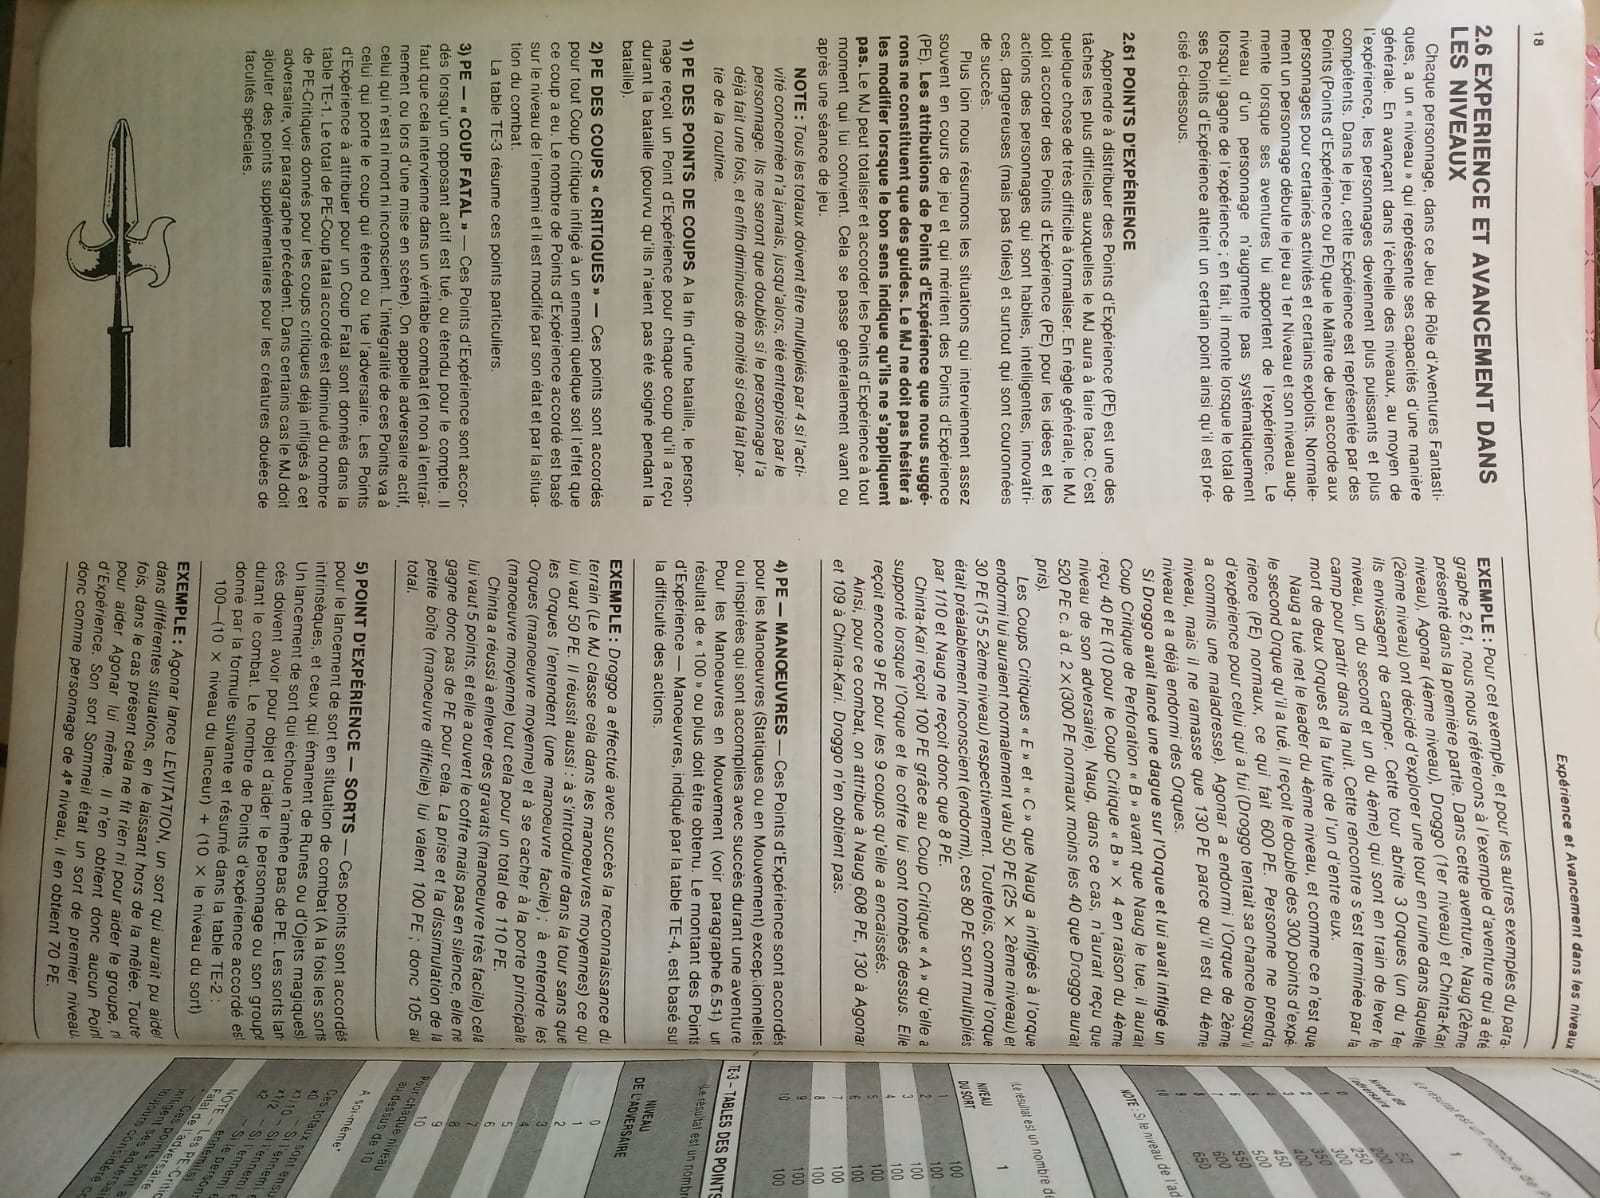 18
Expérience et Avancement dans les niveaux
2.6 EXPERIENCE ET AVANCEMENT DANS
LES NIVEAUX
Chaque personnage, dans ce Jeu de Rôle d'Aventures Fantasti-
ques, a un « niveau » qui représente ses capacités d'une manière
générale. En avançant dans l'échelle des niveaux, au moyen de
l'expérience, les personnages deviennent plus puissants et plus
compétents. Dans le jeu, cette Expérience est représentée par des
Points (Points d'Expérience ou PE) que le Maître de Jeu accorde aux
personnages pour certaines activités et certains exploits. Normale-
ment un personnage débute le jeu au 1er Niveau et son niveau aug-
mente lorsque ses aventures lui apportent de l'expérience. Le
niveau d'un personnage n'augmente pas systématiquement
lorsqu'il gagne de l'expérience ; en fait, il monte lorsque le total de
ses Points d'Expérience atteint un certain point ainsi qu'il est pré-
cisé ci-dessous.
2.61 POINTS D'EXPÉRIENCE
Apprendre à distribuer des Points d'Expérience (PE) est une des
tâches les plus difficiles auxquelles le MJ aura à faire face. C'est
quelque chose de très difficile à formaliser. En règle générale, le MJ
doit accorder des Points d'Expérience (PE) pour les idées et les
actions des personnages qui sont habiles, intelligentes, innovatri-
ces, dangereuses (mais pas folies) et surtout qui sont couronnées
de succès.
Plus loin nous résumons les situations qui interviennent assez
souvent en cours de jeu et qui méritent des Points d'Expérience
(PE). Les attributions de Points d'Expérience que nous suggé-
rons ne constituent que des guides. Le MJ ne doit pas hésiter à
les modifier lorsque le bon sens indique qu'ils ne s'appliquent
pas. Le MJ peut totaliser et accorder les Points d'Expérience à tout
moment qui lui convient. Cela se passe généralement avant ou
après une séance de jeu.
NOTE : Tous les totaux doivent être multipliés par 4 si l'acti-
vité concernée n'a jamais, jusqu'alors, été entreprise par le
personnage. Ils ne seront que doublés si le personnage l'a
déjà fait une fois, et enfin diminués de moitié si cela fait par-
tie de la routine.
1) PE DES POINTS DE COUPS A la fin d'une bataille, le person-
nage reçoit un Point d'Expérience pour chaque coup qu'il a reçu
durant la bataille (pourvu qu'ils n'aient pas été soigné pendant la
bataille).
2) PE DES COUPS « CRITIQUES » — Ces points sont accordés
pour tout Coup Critique infligé à un ennemi quelque soit l'effet que
ce coup a eu. Le nombre de Points d'Expérience accordé est basé
sur le niveau de l'ennemi et il est modifié par son état et par la situa-
tion du combat.
La table TE-3 résume ces points particuliers.
3) PE — « COUP FATAL » — Ces Points d'Expérience sont accor-
dés lorsqu'un opposant actif est tué, ou étendu pour le compte. Il
faut que cela intervienne dans un véritable combat (et non à l'entraî-
nement ou lors d'une mise en scène). On appelle adversaire actif,
celui qui n'est ni mort ni inconscient. L'intégralité de ces Points va à
celui qui porte le coup qui étend ou tue l'adversaire. Les Points
d'Expérience à attribuer pour un Coup Fatal sont donnés dans la
table TE-1. Le total de PE-Coup fatal accordé est diminué du nombre
de PE-Critiques donnés pour les coups critiques déjà infligés à cet
adversaire, voir paragraphe précédent. Dans certains cas le MJ doit
ajouter des points supplémentaires pour les créatures douées de
facultés spéciales.
EXEMPLE : Pour cet exemple, et pour les autres exemples du para-
graphe 2.61, nous nous référerons à l'exemple d'aventure qui a été
présenté dans la première partie. Dans cette aventure, Naug (2ème
niveau), Agonar (4ème niveau), Droggo (1er niveau) et Chinta-Kari
(2ème niveau) ont décidé d'explorer une tour en ruine dans laquelle
ils envisagent de camper. Cette tour abrite 3 Orques (un du 1er
niveau, un du second et un du 4ème) qui sont en train de lever le
camp pour partir dans la nuit. Cette rencontre s'est terminée par la
mort de deux Orques et la fuite de l'un d'entre eux.
Naug a tué net le leader du 4ème niveau, et comme ce n'est que
le second Orque qu'il a tué, il reçoit le double des 300 points d'expé-
rience (PE) normaux, ce qui fait 600 PE. Personne ne prendra
d'expérience pour celui qui a fui (Droggo tentait sa chance lorsqu'il
a commis une maladresse). Agonar a endormi l'Orque de 2ème
niveau, mais il ne ramasse que 130 PE parce qu'il est du 4ème
niveau et a déjà endormi des Orques.
Si Droggo avait lancé une dague sur l'Orque et lui avait infligé un
Coup Critique de Perforation « B » avant que Naug le tue, il aurait
reçu 40 PE (10 pour le Coup Critique « B » × 4 en raison du 4ème
niveau de son adversaire). Naug, dans ce cas, n'aurait reçu que
520 PE c. à d. 2×(300 PE normaux moins les 40 que Droggo aurait
pris).
Les Coups Critiques « E » et « C » que Naug a infligés à l'orque
endormi lui auraient normalement valu 50 PE (25 × 2ème niveau) et
30 PE (15 5 2ème niveau) respectivement. Toutefois, comme l'orque
était préalablement inconscient (endormi), ces 80 PE sont multipliés
par 1/10 et Naug ne reçoit donc que 8 PE.
Chinta-Kari reçoit 100 PE grâce au Coup Critique « A » qu'elle a
supporté lorsque l'Orque et le coffre lui sont tombés dessus. Elle
reçoit encore 9 PE pour les 9 coups qu'elle a encaissés.
Ainsi, pour ce combat, on attribue à Naug 608 PE, 130 à Agonar
et 109 à Chinta-Kari. Droggo n'en obtient pas.
4) PE — MANOEUVRES — Ces Points d'Expérience sont accordés
pour les Manoeuvres (Statiques ou en Mouvement) exceptionnelles
ou inspirées qui sont accomplies avec succès durant une aventure
Pour les Manoeuvres en Mouvement (voir paragraphe 6.51) un
résultat de « 100 » ou plus doit être obtenu. Le montant des Points
d'Expérience — Manoeuvres, indiqué par la table TE-4, est basé sur
la difficulté des actions.
EXEMPLE : Droggo a effectué avec succès la reconnaissance du
terrain (Le MJ classe cela dans les manoeuvres moyennes) ce qui
lui vaut 50 PE. Il réussit aussi : à s'introduire dans la tour sans que
les Orques l'entendent (une manoeuvre facile) ; à entendre les
Orques (manoeuvre moyenne) et à se cacher à la porte principale
(manoeuvre moyenne) tout cela pour un total de 110 PE.
Chinta a réussi à enlever des gravats (manoeuvre très facile) cela
lui vaut 5 points, et elle a ouvert le coffre mais pas en silence, elle ne
gagne donc pas de PE pour cela. La prise et la dissimulation de la
petite boîte (manoeuvre difficile) lui valent 100 PE ; donc 105 au
total.
5) POINT D'EXPÉRIENCE — SORTS — Ces points sont accordés
pour le lancement de sort en situation de combat (A la fois les sorts
intrinsèques, et ceux qui émanent de Runes ou d'Ojets magiques)
Un lancement de sort qui échoue n'amène pas de PE. Les sorts lan-
cés doivent avoir pour objet d'aider le personnage ou son groupe
durant le combat. Le nombre de Points d'expérience accordé est
donné par la formule suivante et résumé dans la table TE-2 :
100—(10 × niveau du lanceur) + (10 × le niveau du sort)
EXEMPLE : Agonar lance LEVITATION, un sort qui aurait pu aider
dans différentes situations, en le laissant hors de la mêlée. Toute-
fois, dans le cas présent cela ne fit rien ni pour aider le groupe, ni
pour aider Agonar lui même. Il n'en obtient donc aucun Point
d'Expérience. Son sort Sommeil était un sort de premier niveau,
donc comme personnage de 4e niveau, il en obtient 70 PE.
(Le résultat est un nombre de P
1
Niveau de
l'adversaire
0 50
1 200
2 250
3 300
4 350
5 400
6 450
7 500
8 550
9 600
10 650
NOTE : Si le niveau de l'ad
(Le résultat est un nombre de
NIVEAU
DU SORT
1
1 100
2 100
3 100
4 100
5 100
6 100
7 100
8 100
9 100
10 100
TE-3 – TABLES DES POINTS
(Le résultat est un nombr
NIVEAU
DE L'ADVERSAIRE
0
1
2
3
4
5
6
7
8
9
10
Pour chaque niveau
au dessus de 10
A soi-même*
Ces totaux sont ensu
x0 – Si l'ennemi
x1/10 – Si l'ennemi
x1/2 – Si l'ennemi
x2 – Si le person
ennemi(s)
NOTE – Les PE-Critiq
Fatal de l'adversaire
* – Ces points sont a
infligent ses adversai
toujours considéré co